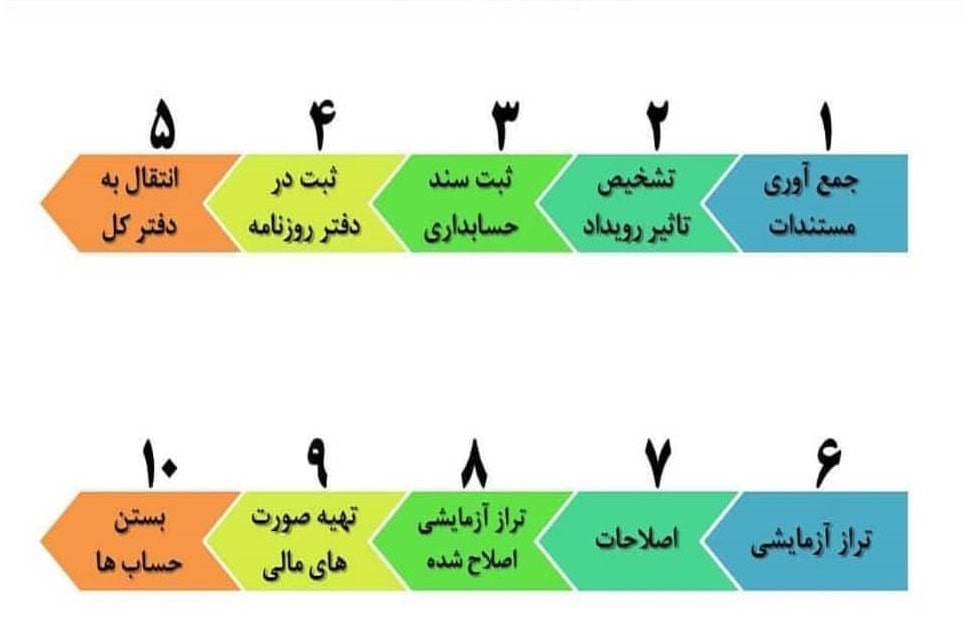 ۱
جمع آوری
مستندات
۲
تشخیص
تاثیر رویداد
۳
ثبت سند
حسابداری
۴
ثبت در
دفتر روزنامه
۵
انتقال به
دفتر کل
۶
تراز آزمایشی
۷
اصلاحات
۸
تراز آزمایشی
اصلاح شده
۹
تهیه صورت
های مالی
۱۰
بستن
حساب ها